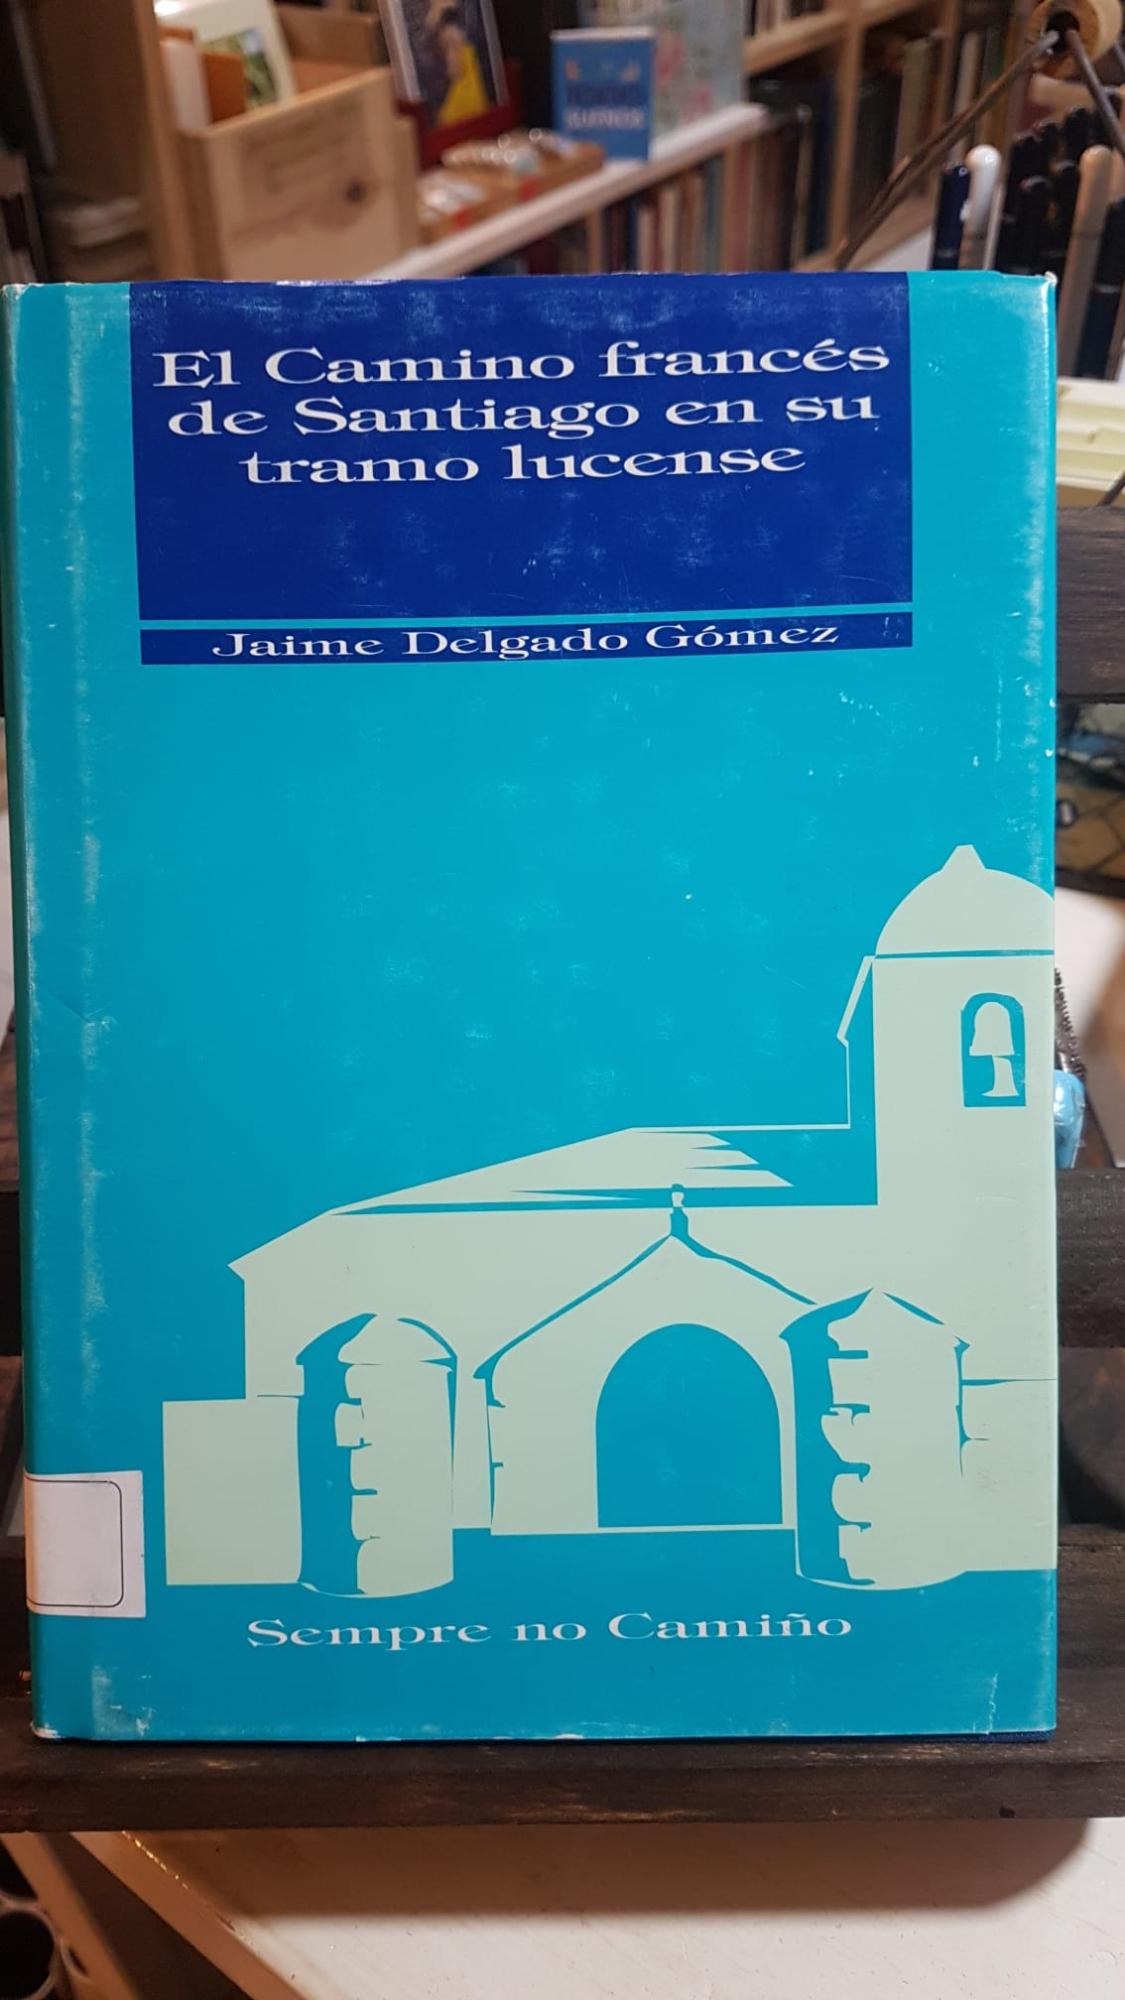 El Camino francés
de Santiago en su
tramo lucense
Jaime Delgado Gómez
Sempre no Camiño